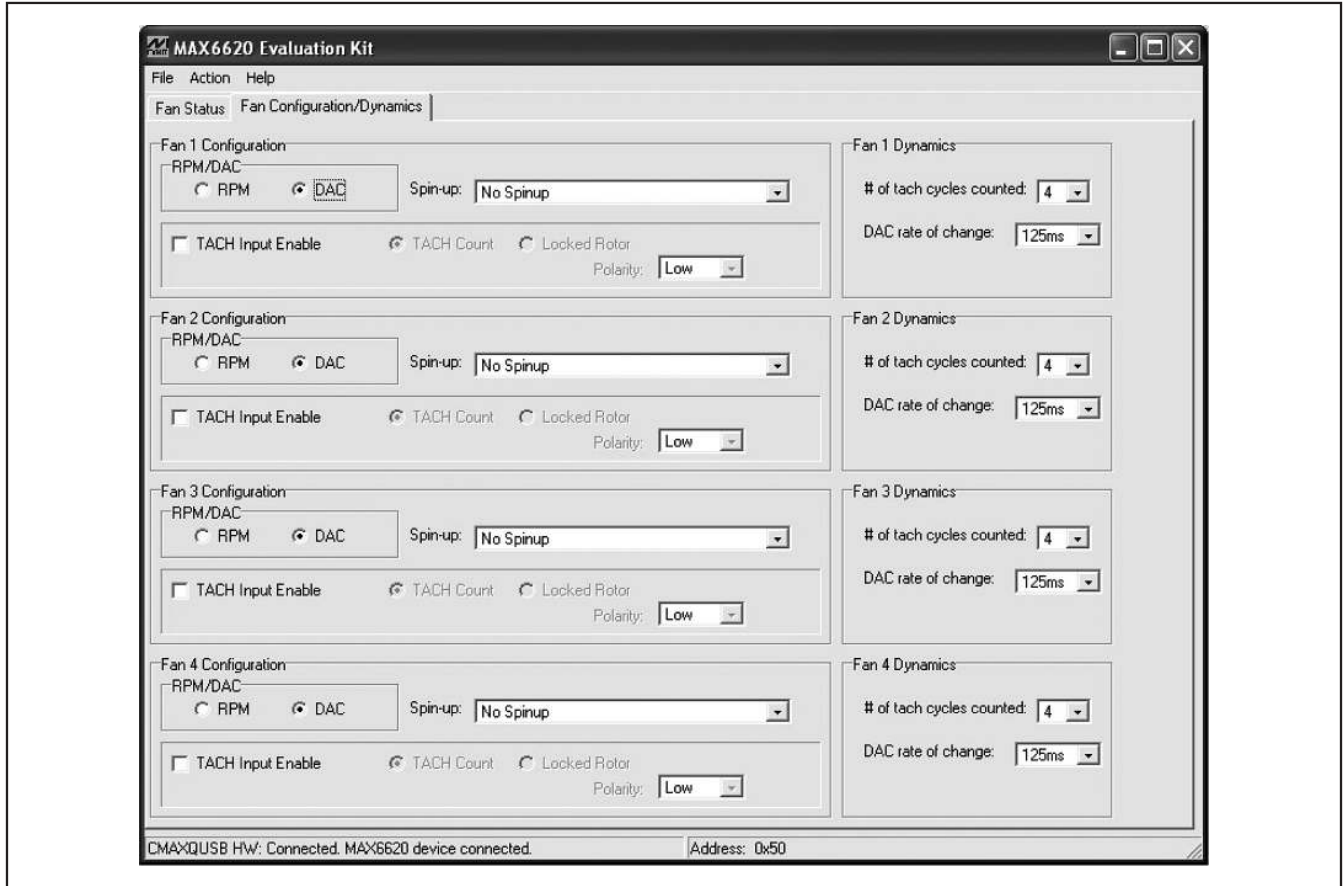 MAX6620 Evaluation Kit
File Action Help
Fan Status Fan Configuration/Dynamics
Fan 1 Configuration
RPM/DAC
RPM DAC
Spin-up: No Spinup
TACH Input Enable TACH Count Locked Rotor
Polarity: Low
Fan 1 Dynamics
# of tach cycles counted: 4
DAC rate of change: 125ms
Fan 2 Configuration
RPM/DAC
RPM DAC
Spin-up: No Spinup
TACH Input Enable TACH Count Locked Rotor
Polarity: Low
Fan 2 Dynamics
# of tach cycles counted: 4
DAC rate of change: 125ms
Fan 3 Configuration
RPM/DAC
RPM DAC
Spin-up: No Spinup
TACH Input Enable TACH Count Locked Rotor
Polarity: Low
Fan 3 Dynamics
# of tach cycles counted: 4
DAC rate of change: 125ms
Fan 4 Configuration
RPM/DAC
RPM DAC
Spin-up: No Spinup
TACH Input Enable TACH Count Locked Rotor
Polarity: Low
Fan 4 Dynamics
# of tach cycles counted: 4
DAC rate of change: 125ms
CMAXQUSB HW: Connected. MAX6620 device connected. Address: 0x50